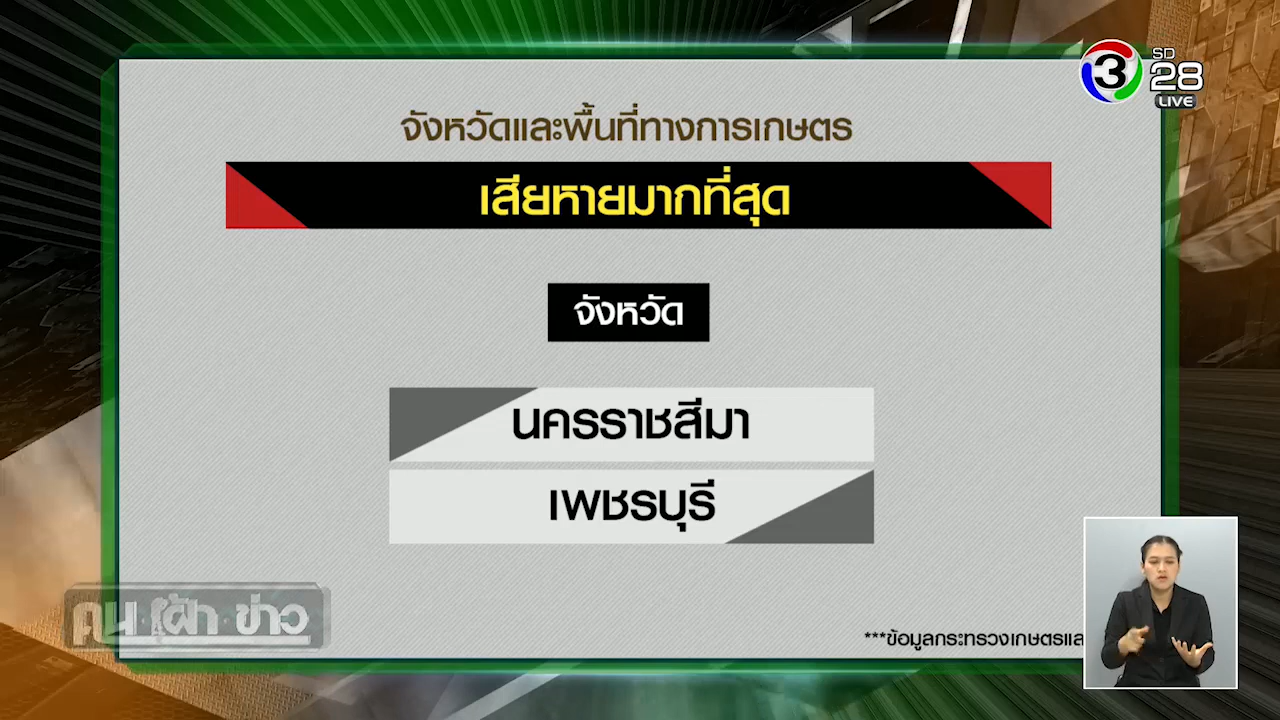 3
SD
28
LIVE
จังหวัดและพื้นที่ทางการเกษตร
เสียหายมากที่สุด
จังหวัด
นครราชสีมา
เพชรบุรี
คนเฝ้าข่าว
***ข้อมูลกระทรวงเกษตรแล